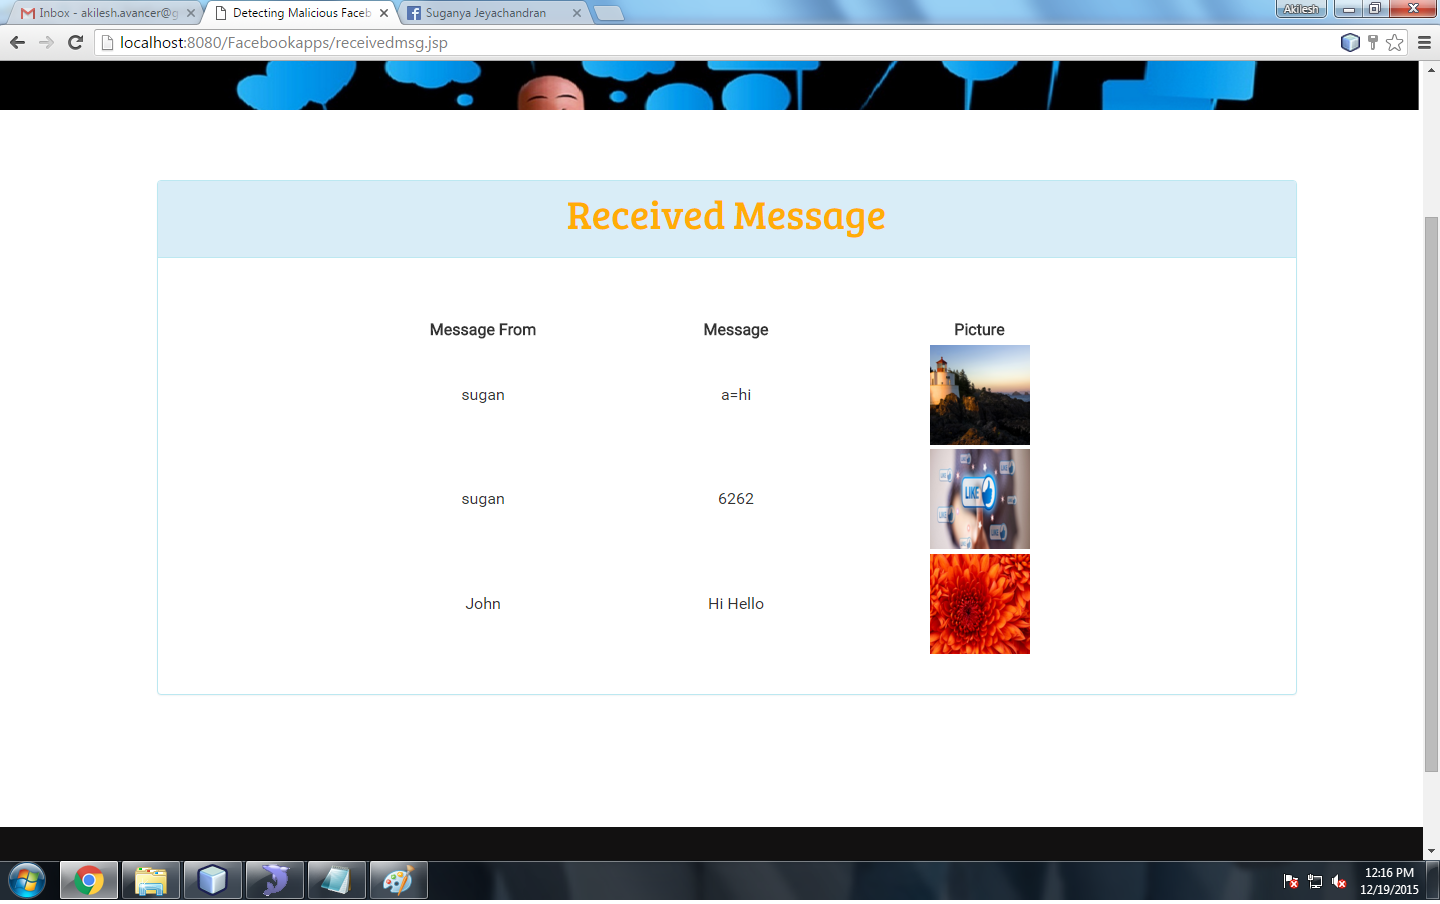 Inbox - akilesh.avancer@g
Detecting Malicious Faceb
Suganya Jeyachandran
Akilesh
localhost:8080/Facebookapps/receivedmsg.jsp
Received Message
Message From Message Picture
sugan a=hi
LIKE
sugan 6262
John Hi Hello
12:16 PM
12/19/2015